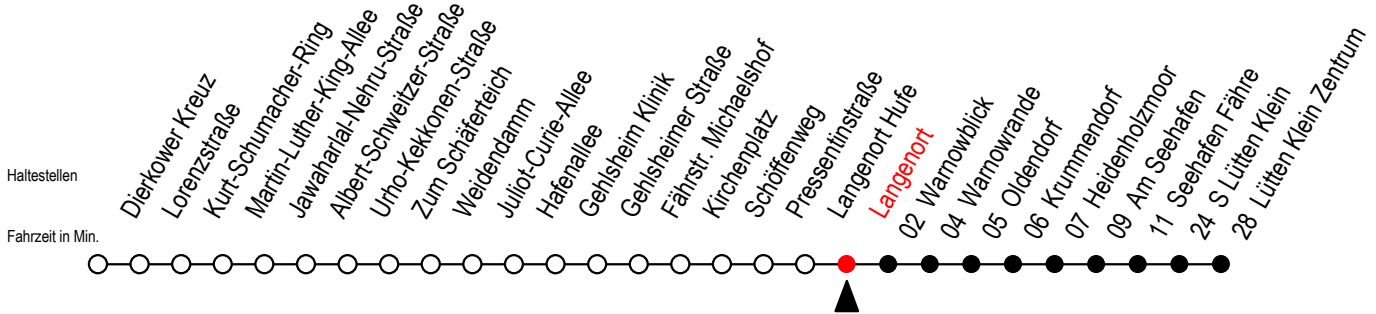 Haltestellen
Fahrzeit in Min.
Dierkower Kreuz
Lorenzstraße
Kurt-Schumacher-Ring
Martin-Luther-King-Allee
Jawaharlal-Nehru-Straße
Albert-Schweitzer-Straße
Urho-Kekkonen-Straße
Zum Schäferteich
Weidendamm
Juliot-Curie-Allee
Hafenallee
Gehlsheim Klinik
Gehlsheimer Straße
Fährstr. Michaelshof
Kirchenplatz
Schöffenweg
Pressentinstraße
Langenort Hufe
Langenort
02 Warnowblick
04 Warnowrande
05 Oldendorf
06 Krummendorf
07 Heidenholzmoor
09 Am Seehafen
11 Seehafen Fähre
24 S Lütten Klein
28 Lütten Klein Zentrum